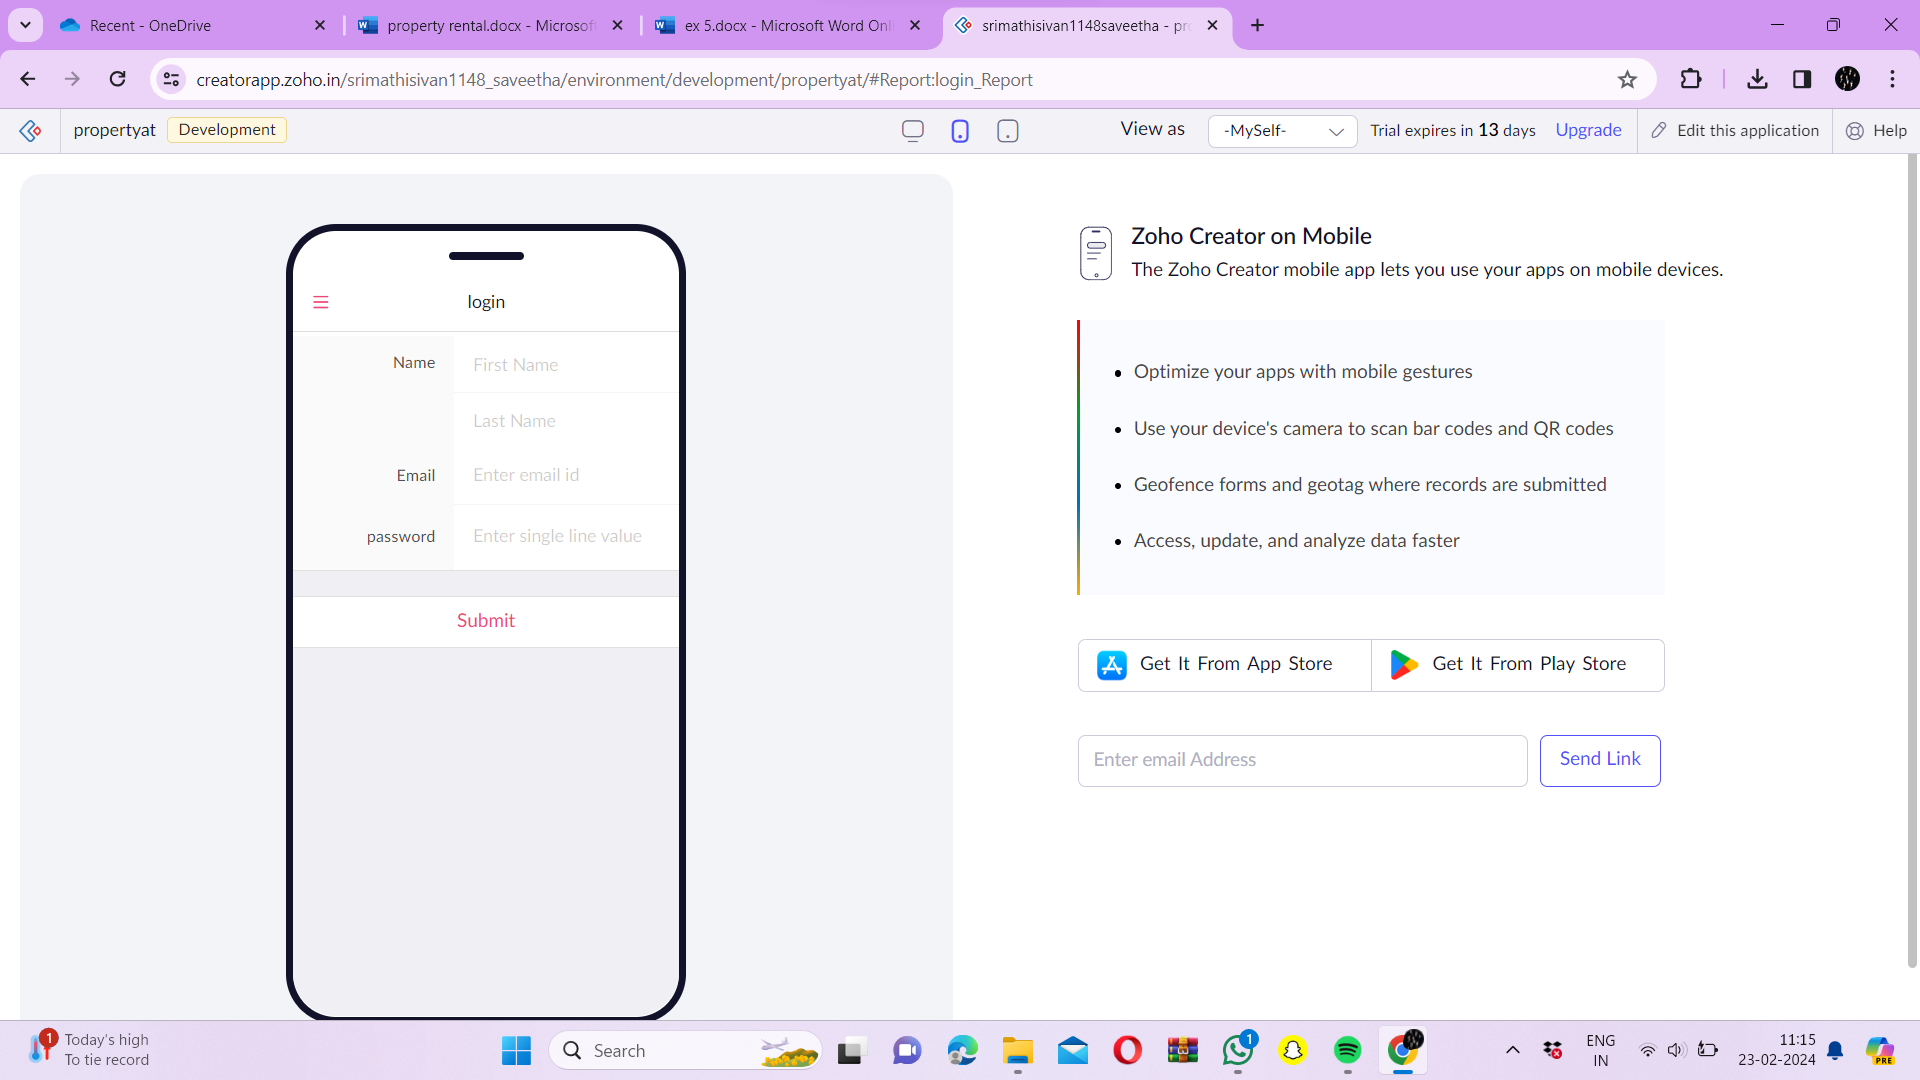 Recent - OneDrive
property rental.docx - Microsoft
ex 5.docx - Microsoft Word Onli
srimathisivan1148saveetha - pro
creatorapp.zoho.in/srimathisivan1148_saveetha/environment/development/propertyat/#Report:login_Report
propertyat
Development
View as
-MySelf-
Trial expires in 13 days
Upgrade
Edit this application
Help
login
Name
First Name
Last Name
Email
Enter email id
password
Enter single line value
Submit
Zoho Creator on Mobile
The Zoho Creator mobile app lets you use your apps on mobile devices.
Optimize your apps with mobile gestures
Use your device's camera to scan bar codes and QR codes
Geofence forms and geotag where records are submitted
Access, update, and analyze data faster
Get It From App Store
Get It From Play Store
Enter email Address
Send Link
1
Today's high
To tie record
Search
1
ENG
IN
11:15
23-02-2024
PRE